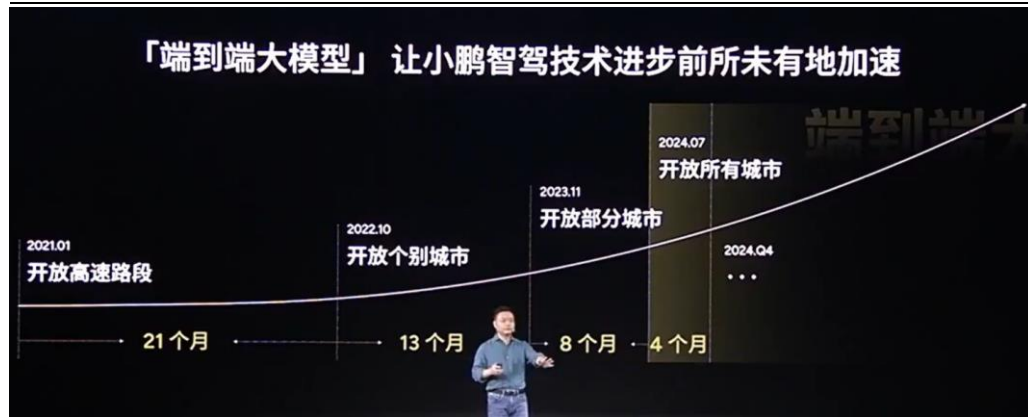 「端到端大模型」 让小鹏智驾技术进步前所未有地加速
端到端大
2024.07
开放所有城市
2023.11
开放部分城市
2022.10
开放个别城市
2021.01
开放高速路段
2024.Q4
•••
21 个月
13 个月
8 个月
4 个月